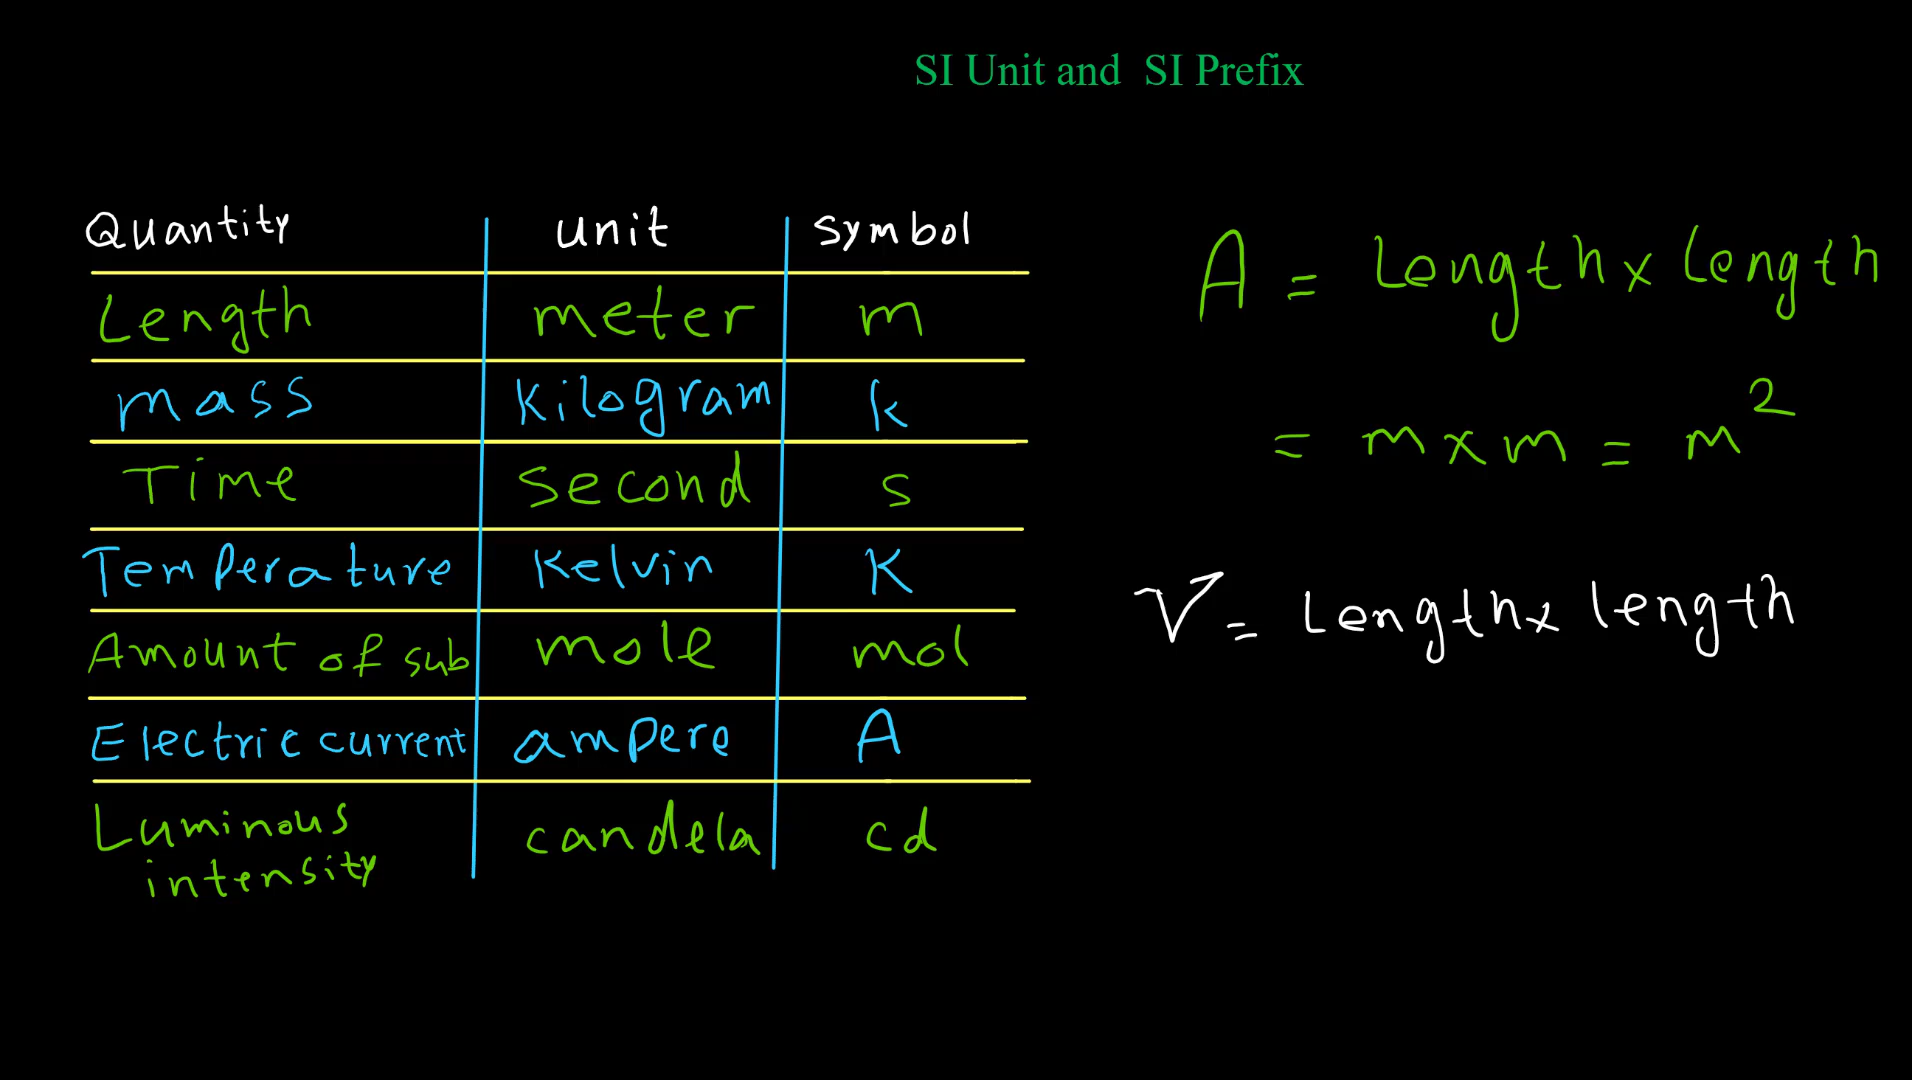 SI Unit and SI Prefix
Quantity unit symbol
Length meter m
mass kilogram k
Time second s
Temperature Kelvin K
Amount of sub mole mol
Electric current ampere A
Luminous intensity candela cd
A = Length x Length
= m x m = m²
V = Length x length